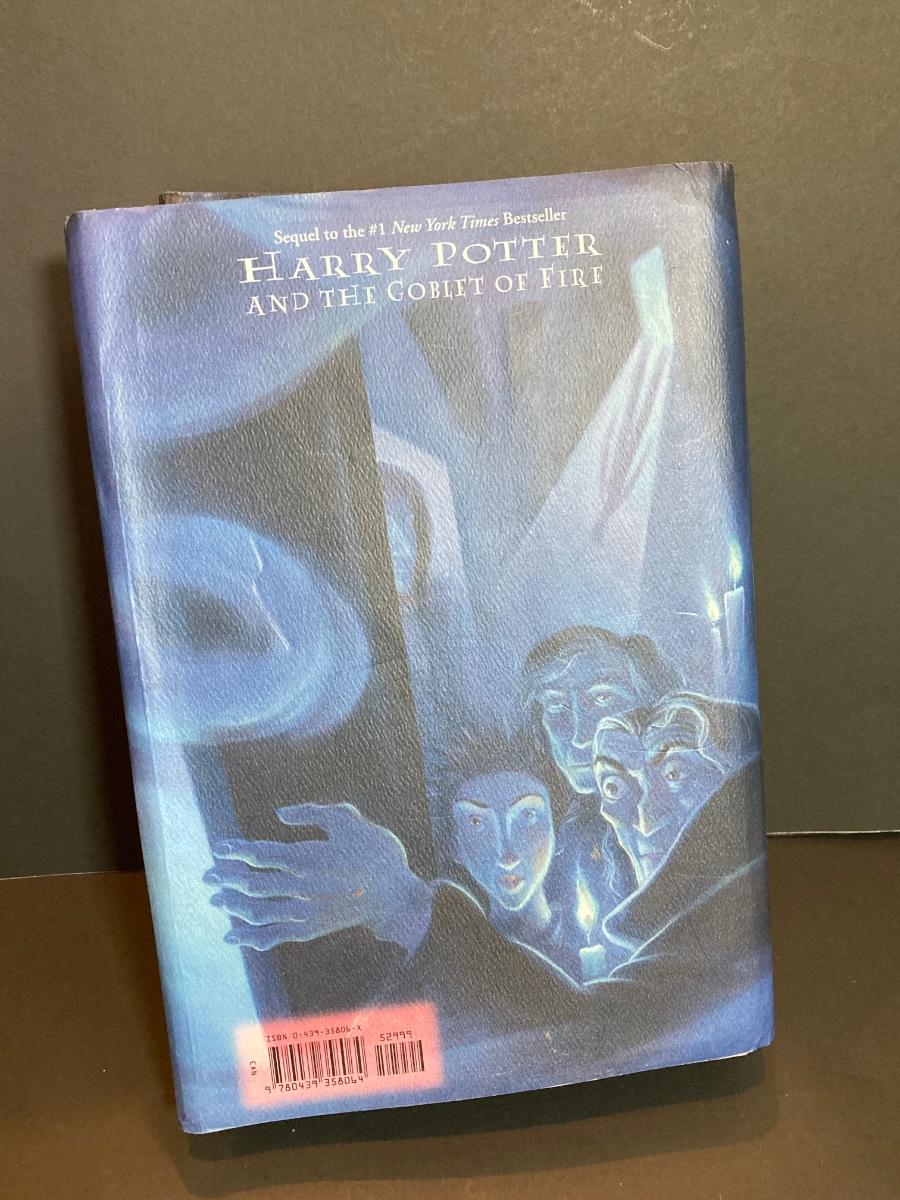 Sequel to the #1 New York Times Bestseller
HARRY POTTER
AND THE GOBLET OF FIRE
ISBN 0-439-35806-X
52999
EAN
9 780439 358064